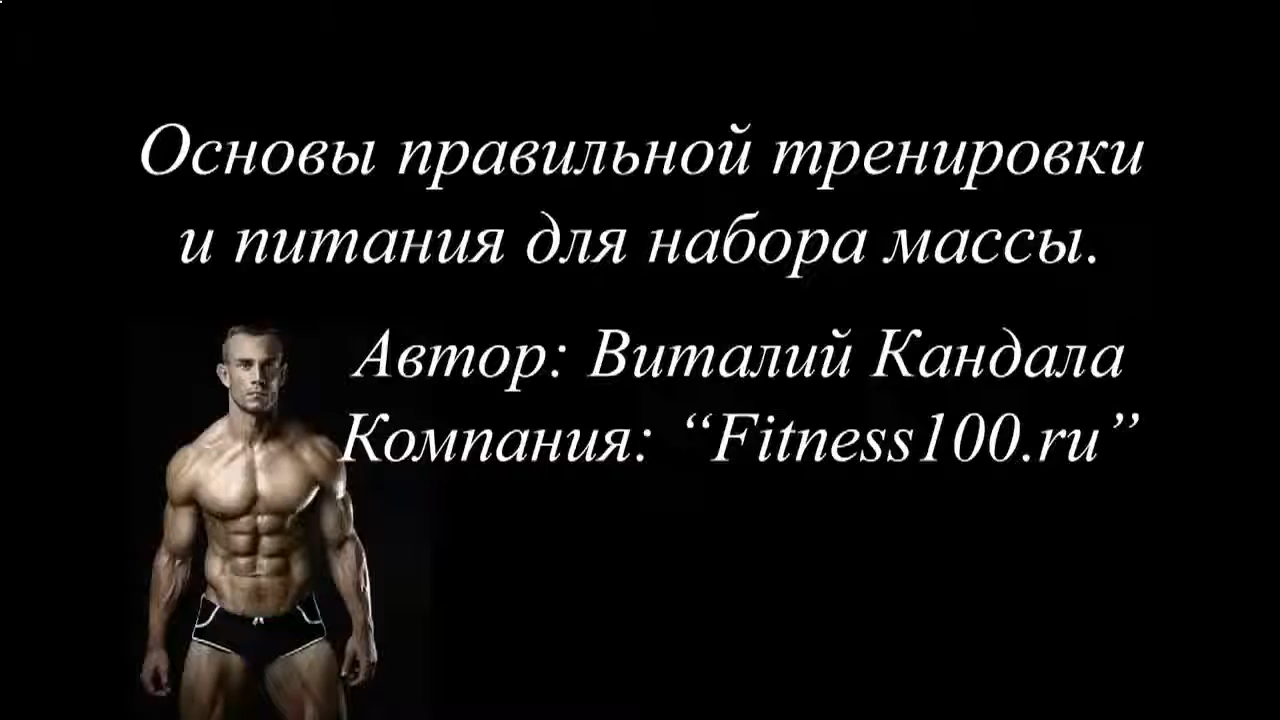 Основы правильной тренировки
и питания для набора массы.
Автор: Виталий Кандала
Компания: “Fitness100.ru”